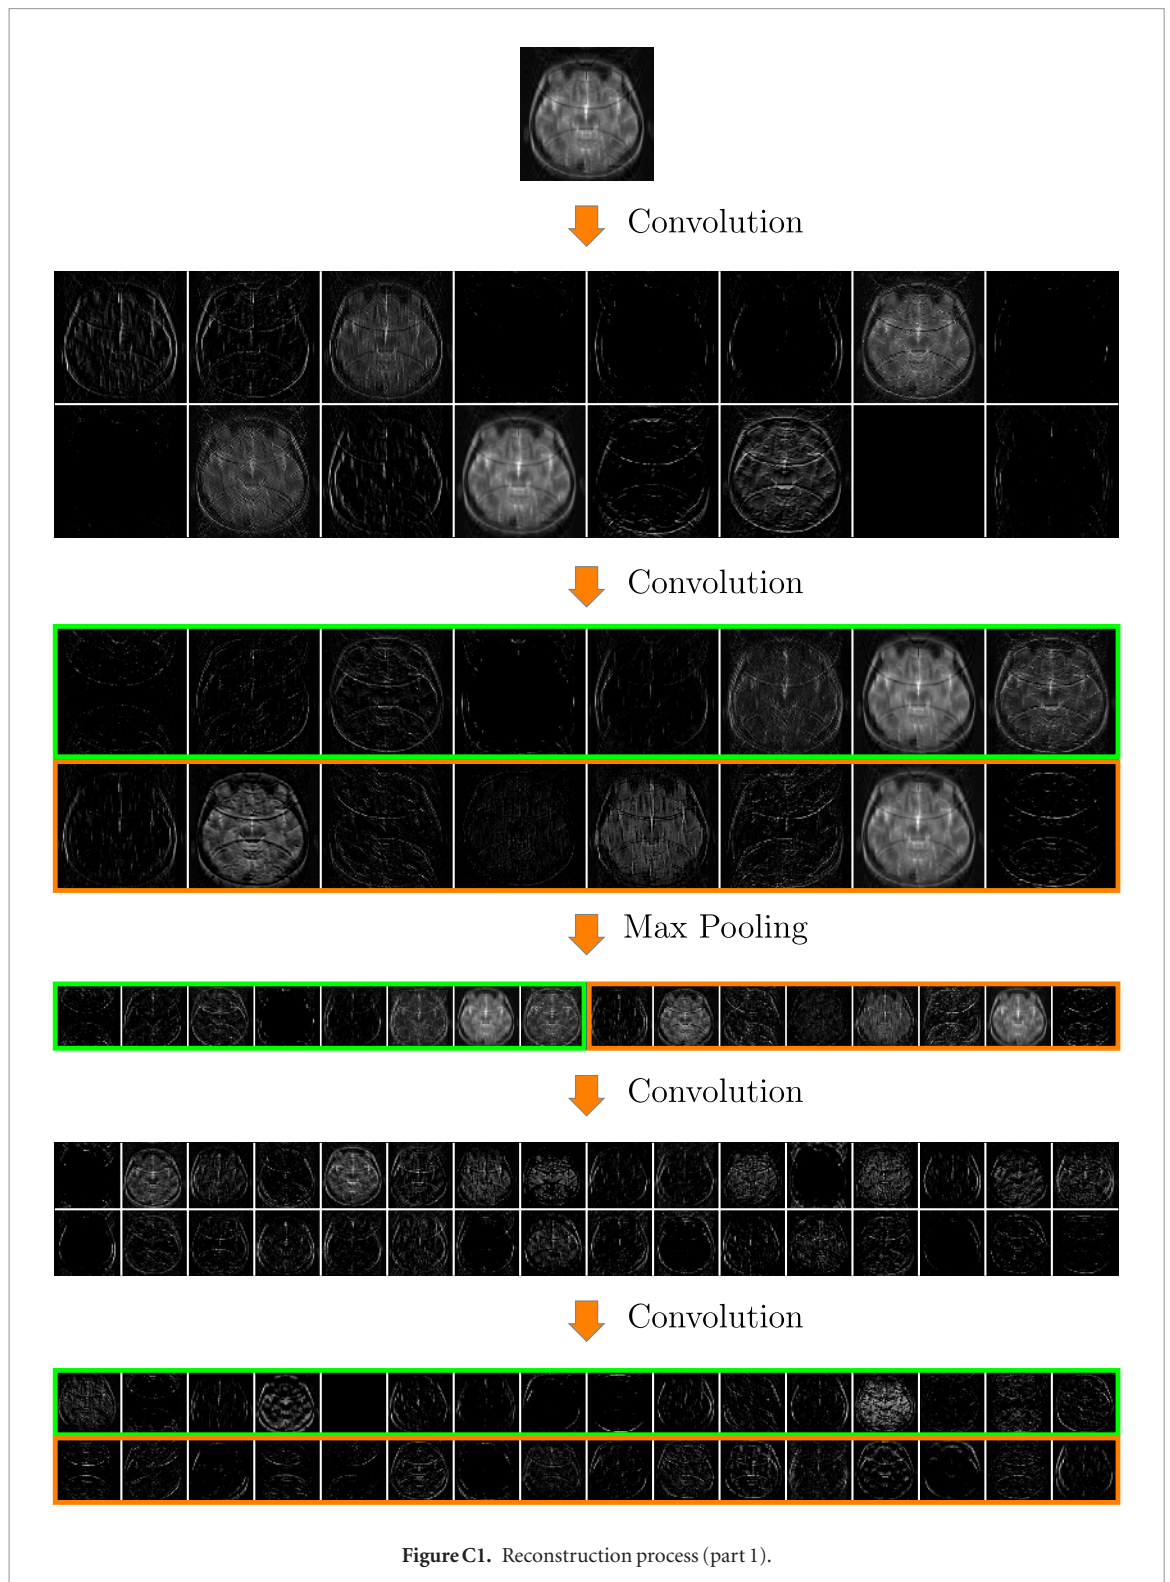 Convolution
Convolution
Max Pooling
Convolution
Convolution
Figure C1. Reconstruction process (part 1).